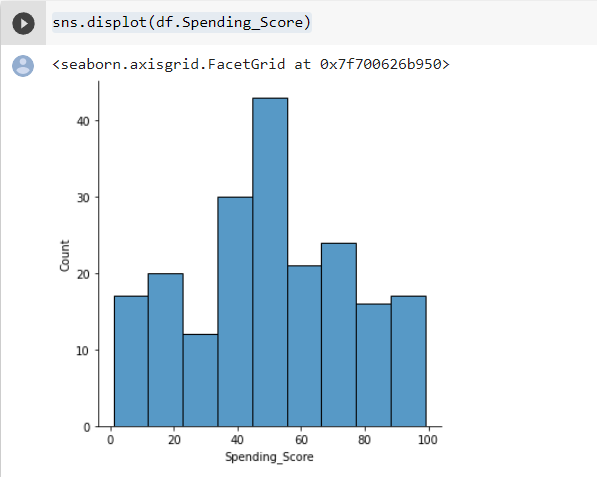 sns.displot(df.Spending_Score)
<seaborn.axisgrid.FacetGrid at 0x7f700626b950>
40
30
20
10
0
Count
0 20 40 60 80 100
Spending_Score